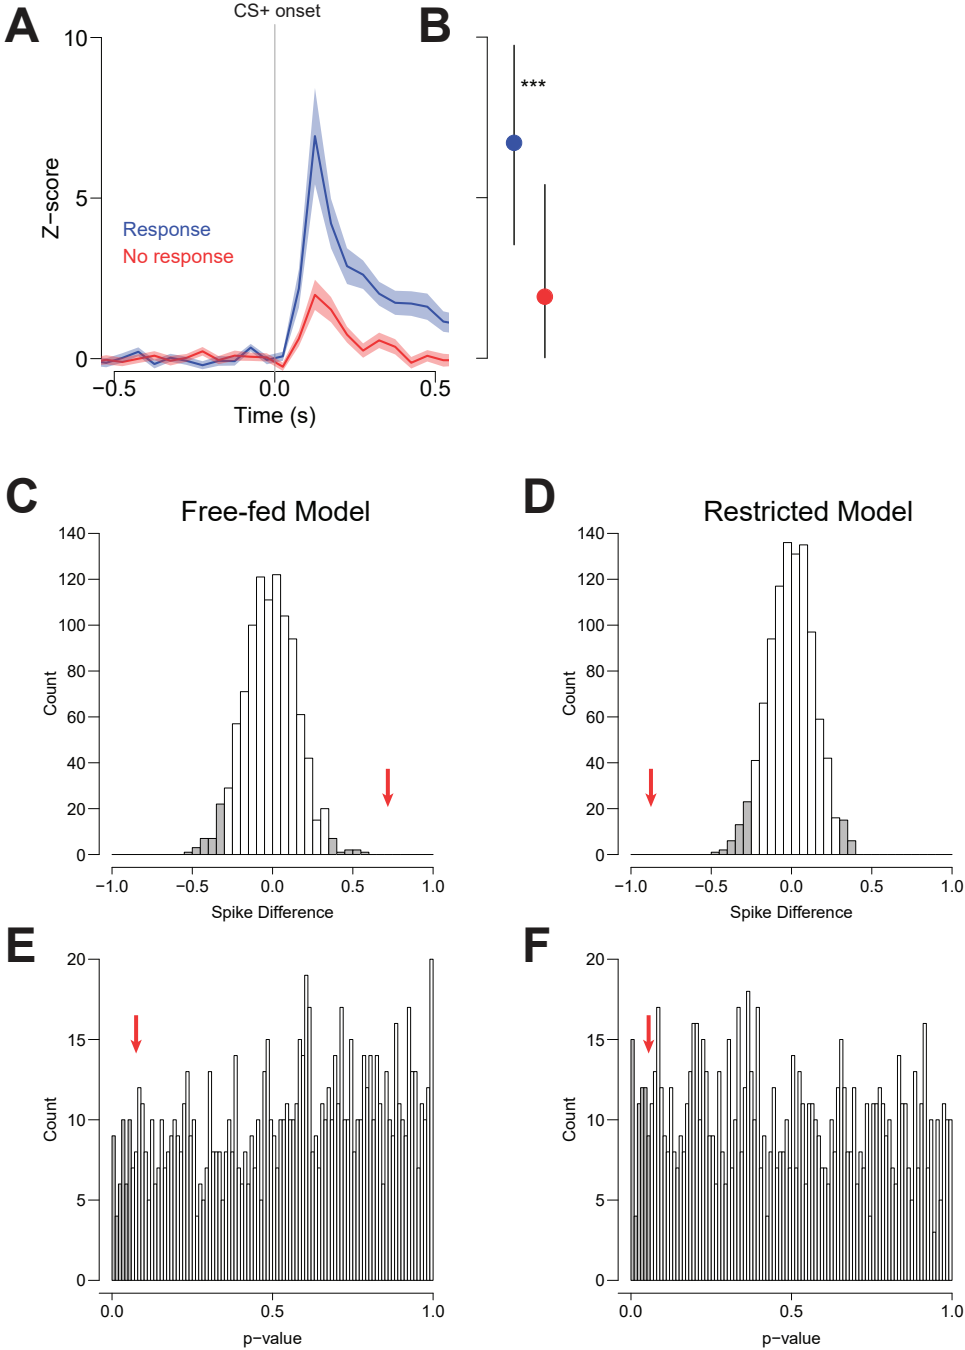 A
CS+ onset
B
10
5
0
Z−score
***
Response
No response
−0.5
0.0
0.5
Time (s)
C
Free-fed Model
140
120
100
80
60
40
20
0
Count
−1.0
−0.5
0.0
0.5
1.0
Spike Difference
D
Restricted Model
140
120
100
80
60
40
20
0
Count
−1.0
−0.5
0.0
0.5
1.0
Spike Difference
E
20
15
10
5
0
Count
0.0
0.5
1.0
p−value
F
20
15
10
5
0
Count
0.0
0.5
1.0
p−value